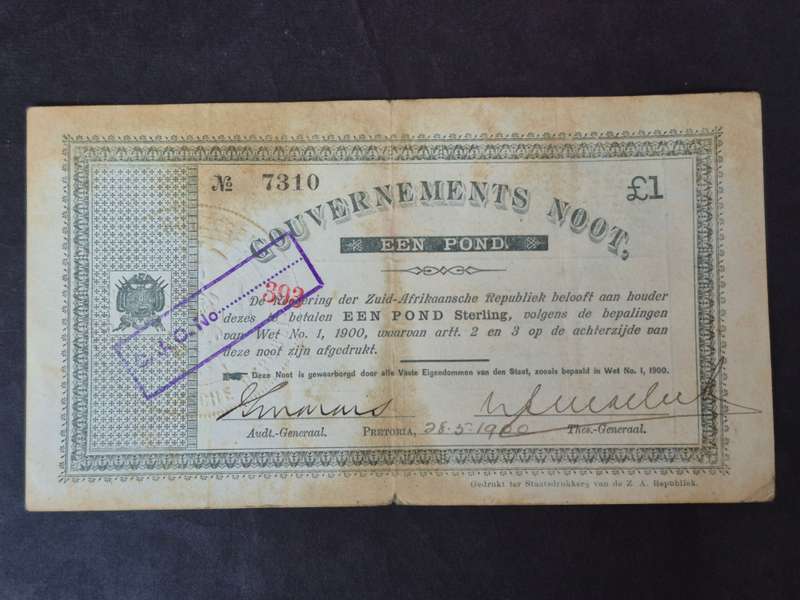 № 7310
£1
GOUVERNEMENTS NOOT,
EEN POND.
No. 393
De Regeering der Zuid-Afrikaansche Republiek belooft aan houder
dezes te betalen EEN POND Sterling, volgens de bepalingen
van Wet No. 1, 1900, waarvan artt. 2 en 3 op de achterzijde van
deze noot zijn afgedrukt.
Deze Noot is gewaarborgd door alle Vaste Eigendommen van den Staat, zooals bepaald in Wet No. 1, 1900.
Audt.-Generaal. PRETORIA, 28-5-1900 Thes.-Generaal.
Gedrukt ter Staatsdrukkerij van de Z. A. Republiek.